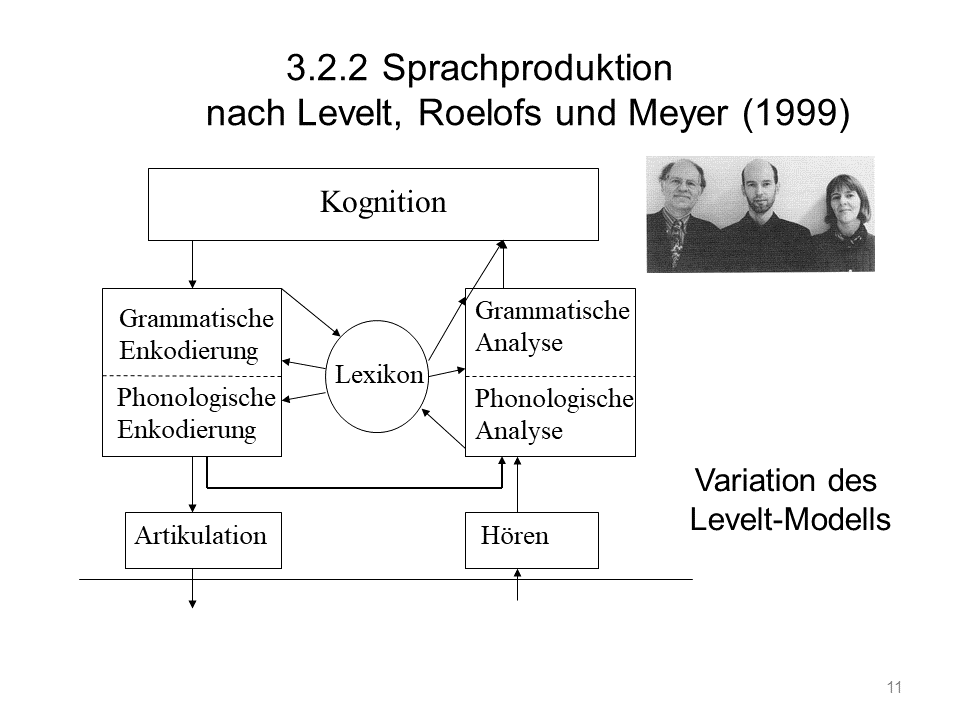 3.2.2 Sprachproduktion
nach Levelt, Roelofs und Meyer (1999)
Kognition
Grammatische
Enkodierung
Phonologische
Enkodierung
Lexikon
Grammatische
Analyse
Phonologische
Analyse
Artikulation
Hören
Variation des
Levelt-Modells
11